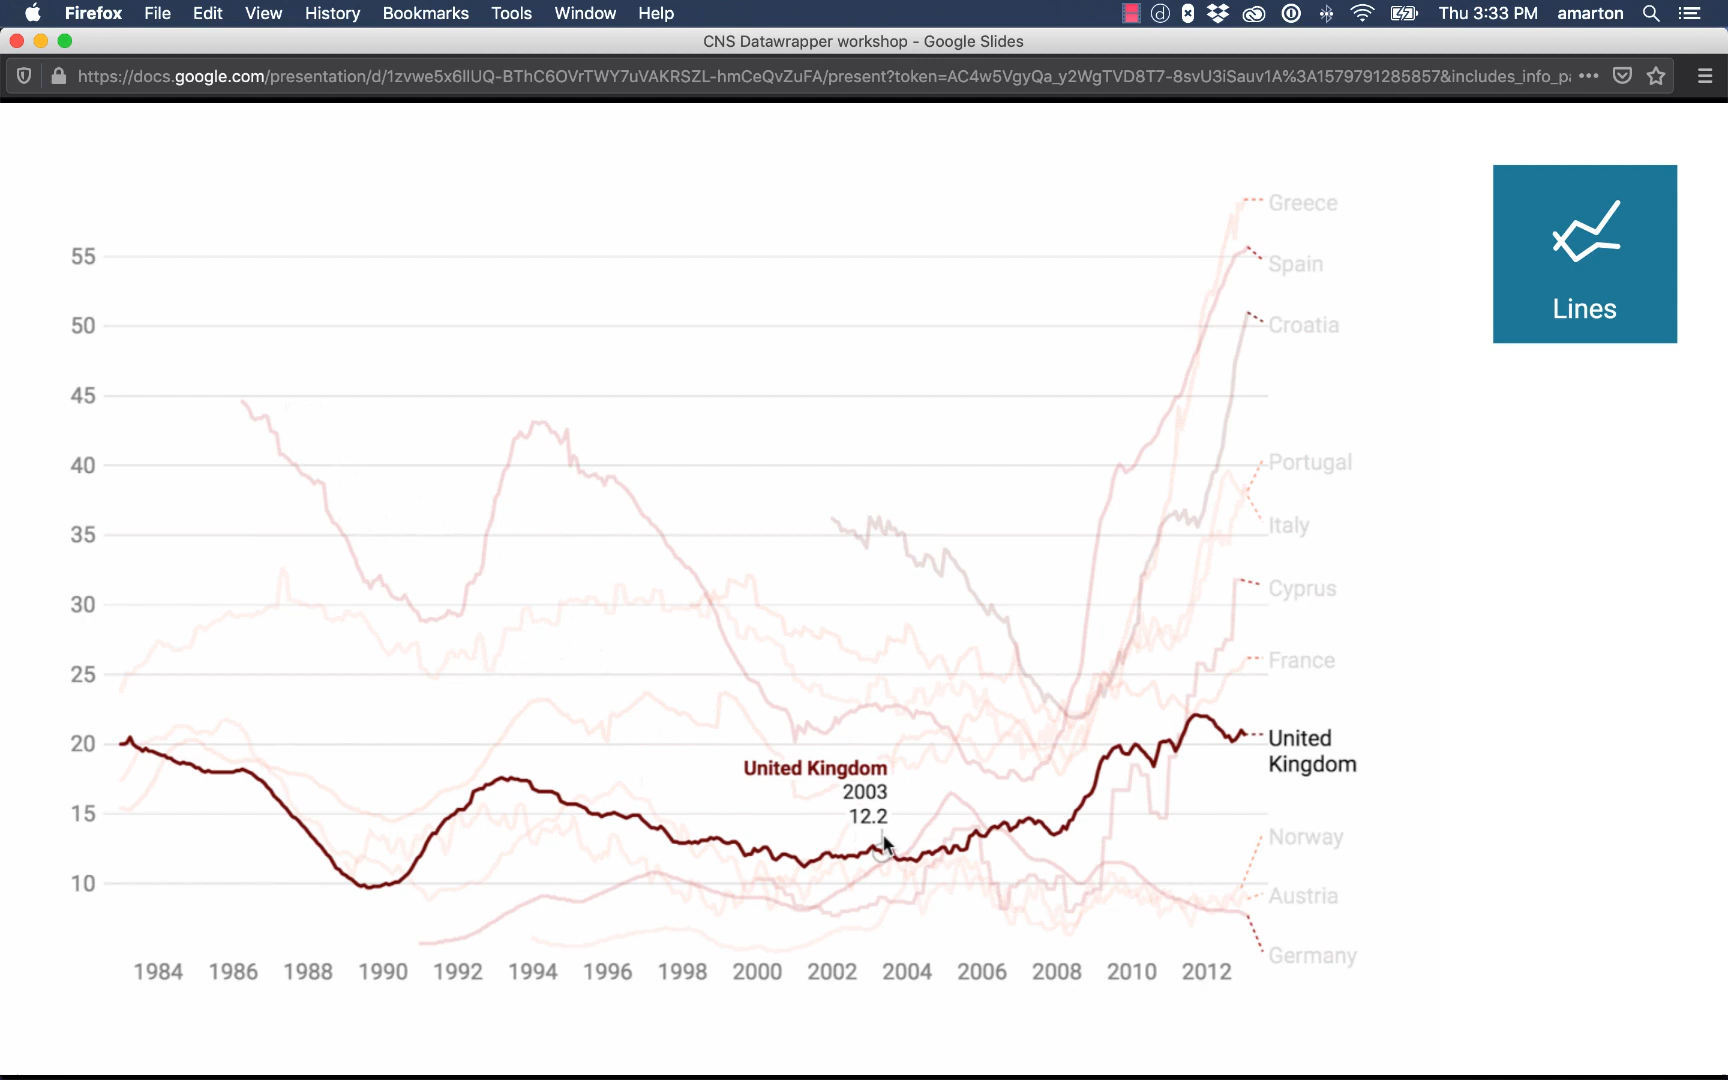 Firefox File Edit View History Bookmarks Tools Window Help Thu 3:33 PM amarton
CNS Datawrapper workshop - Google Slides
https://docs.google.com/presentation/d/1zvwe5x6llUQ-BThC6OVrTWY7uVAKRSZL-hmCeQvZuFA/present?token=AC4w5VgyQa_y2WgTVD8T7-8svU3iSauv1A%3A1579791285857&includes_info_pa
Lines
Greece
55
Spain
50
Croatia
45
40
Portugal
35
Italy
30
Cyprus
25
France
20
United
Kingdom
United Kingdom
2003
12.2
15
Norway
10
Austria
Germany
1984 1986 1988 1990 1992 1994 1996 1998 2000 2002 2004 2006 2008 2010 2012